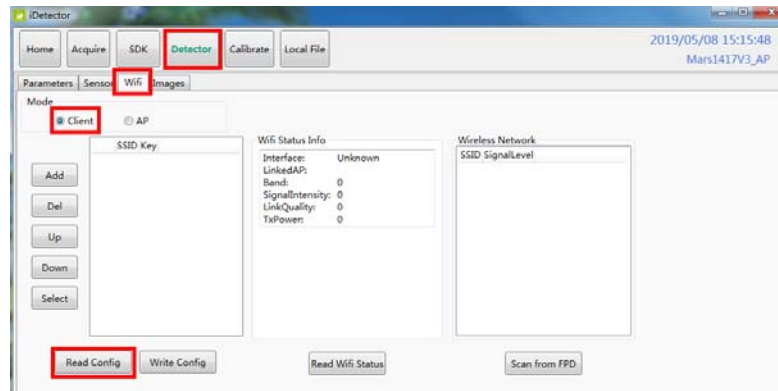 iDetector
Home Acquire SDK Detector Calibrate Local File
2019/05/08 15:15:48
Mars1417V3_AP
Parameters Sensor Wifi Images
Mode
Client AP
SSID Key
Add
Del
Up
Down
Select
Wifi Status Info
Interface: Unknown
LinkedAP:
Band: 0
SignalIntensity: 0
LinkQuality: 0
TxPower: 0
Wireless Network
SSID SignalLevel
Read Config Write Config Read Wifi Status Scan from FPD